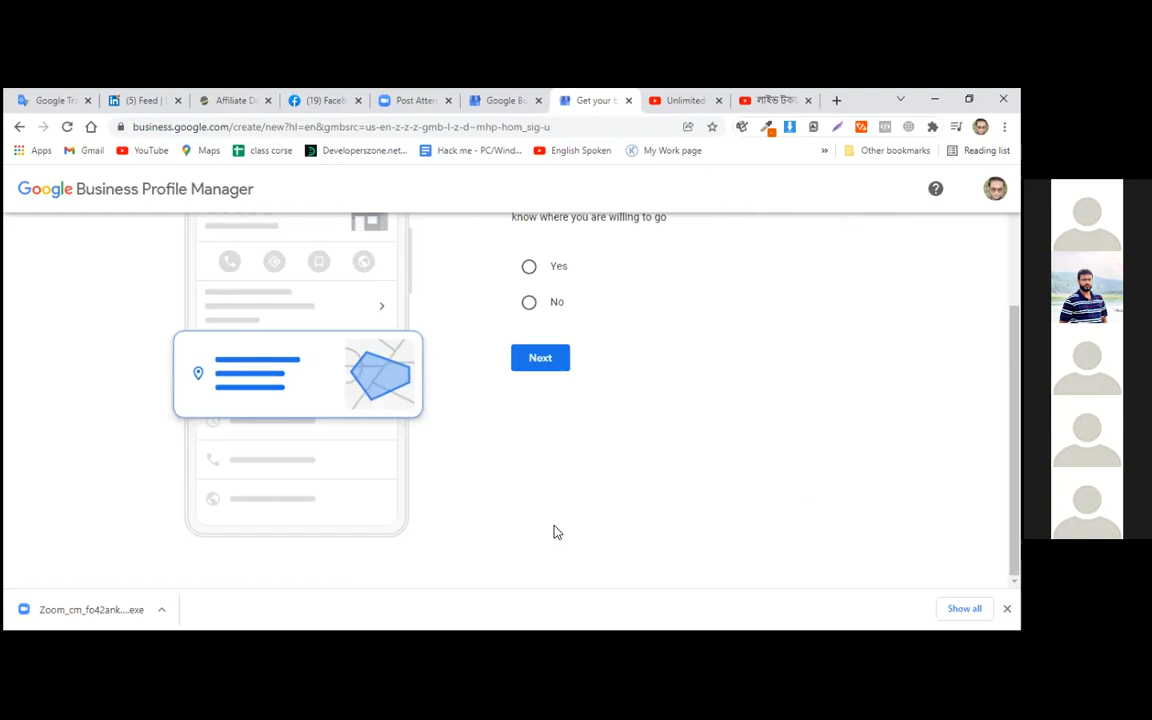 Google Tra
(5) Feed |
Affiliate Da
(19) Faceb
Post Atten
Google Bu
Get your b
Unlimited
business.google.com/create/new?hl=en&gmbsrc=us-en-z-z-z-gmb-l-z-d~mhp-hom_sig-u
Apps
Gmail
YouTube
Maps
class corse
Developerszone.net...
Hack me - PC/Wind...
English Spoken
My Work page
»
Other bookmarks
Reading list
Google Business Profile Manager
know where you are willing to go
Yes
No
Next
Zoom_cm_fo42ank....exe
Show all